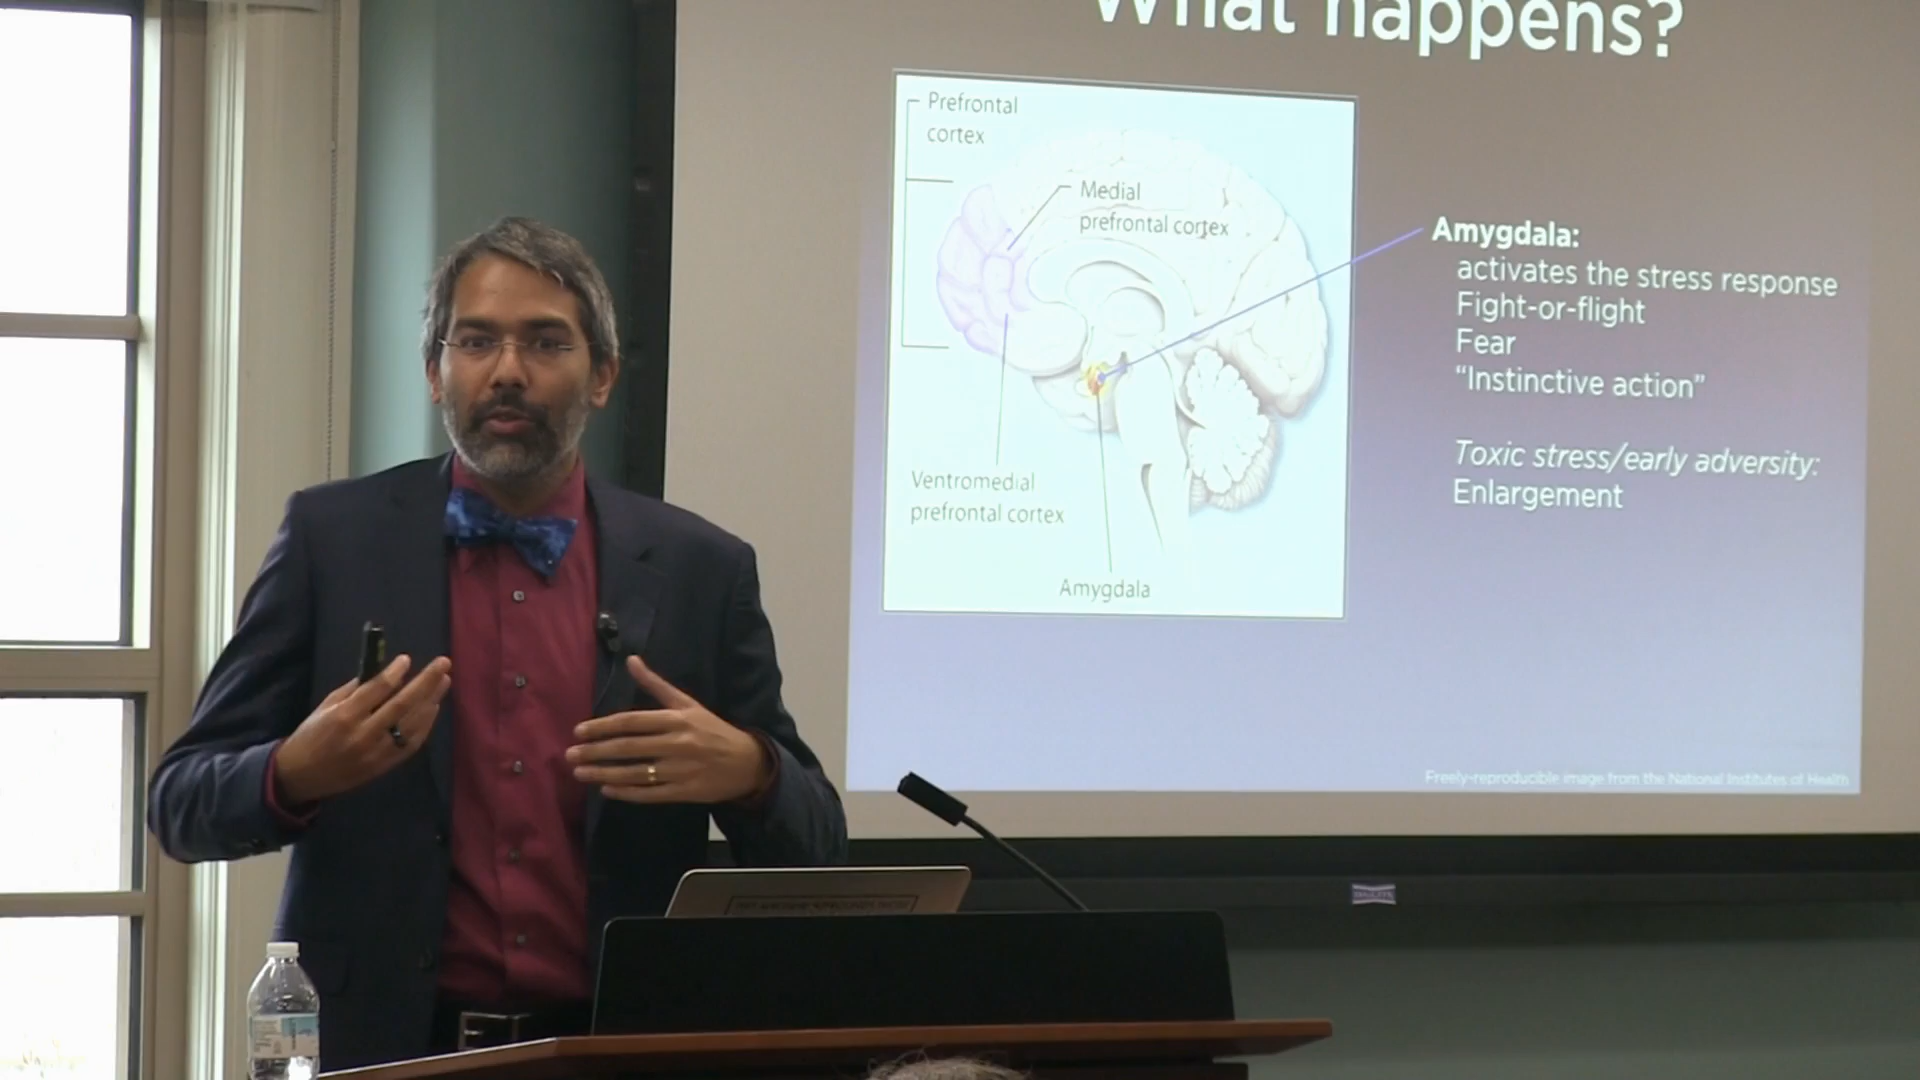 What happens?
Prefrontal
cortex
Medial
prefrontal cortex
Ventromedial
prefrontal cortex
Amygdala
Amygdala:
activates the stress response
Fight-or-flight
Fear
“Instinctive action”
Toxic stress/early adversity:
Enlargement
Freely-reproducible image from the National Institutes of Health